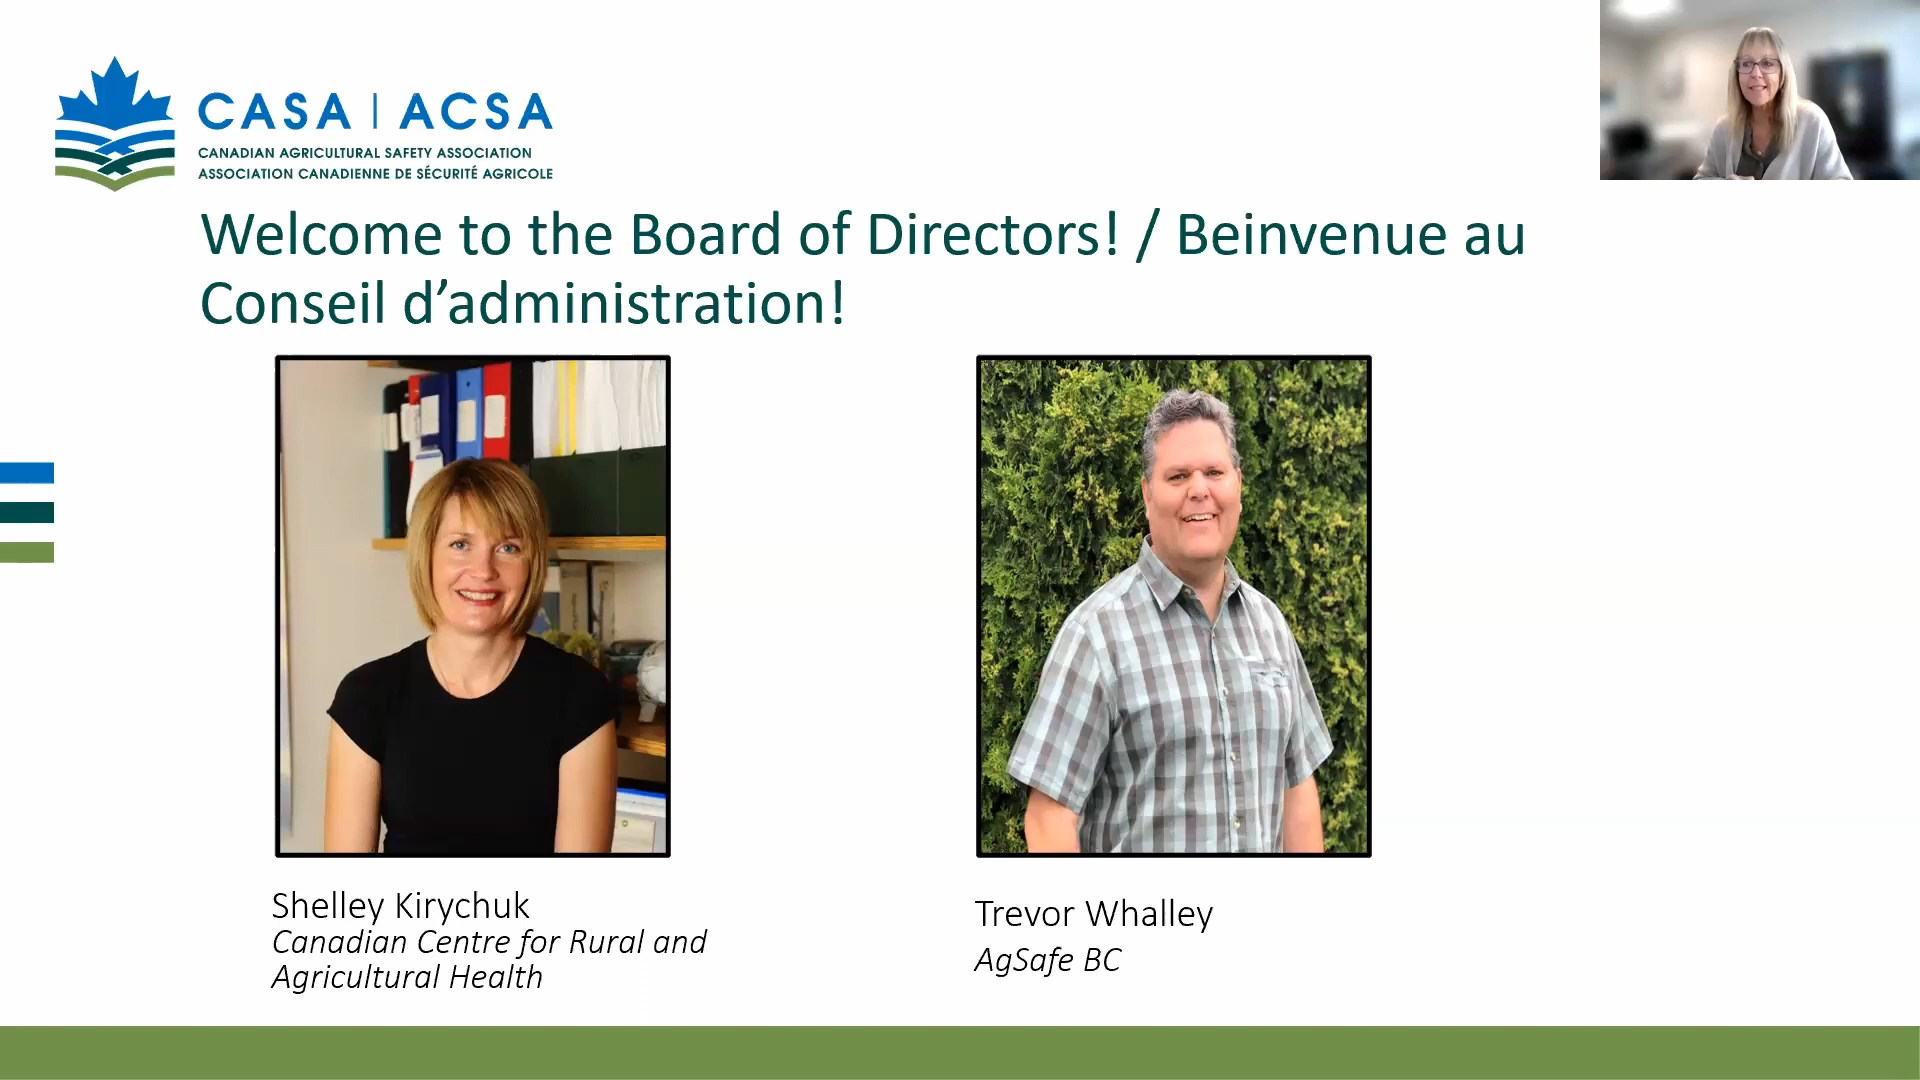 CASA | ACSA
CANADIAN AGRICULTURAL SAFETY ASSOCIATION
ASSOCIATION CANADIENNE DE SÉCURITÉ AGRICOLE
Welcome to the Board of Directors! / Beinvenue au
Conseil d’administration!
Shelley Kirychuk
Canadian Centre for Rural and
Agricultural Health
Trevor Whalley
AgSafe BC